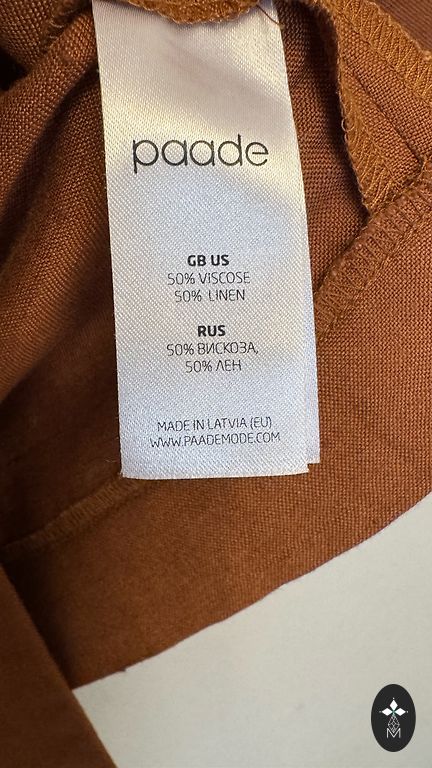 paade
GB US
50% VISCOSE
50% LINEN
RUS
50% ВИСКОЗА,
50% ЛЕН
MADE IN LATVIA (EU)
WWW.PAADEMODE.COM
M